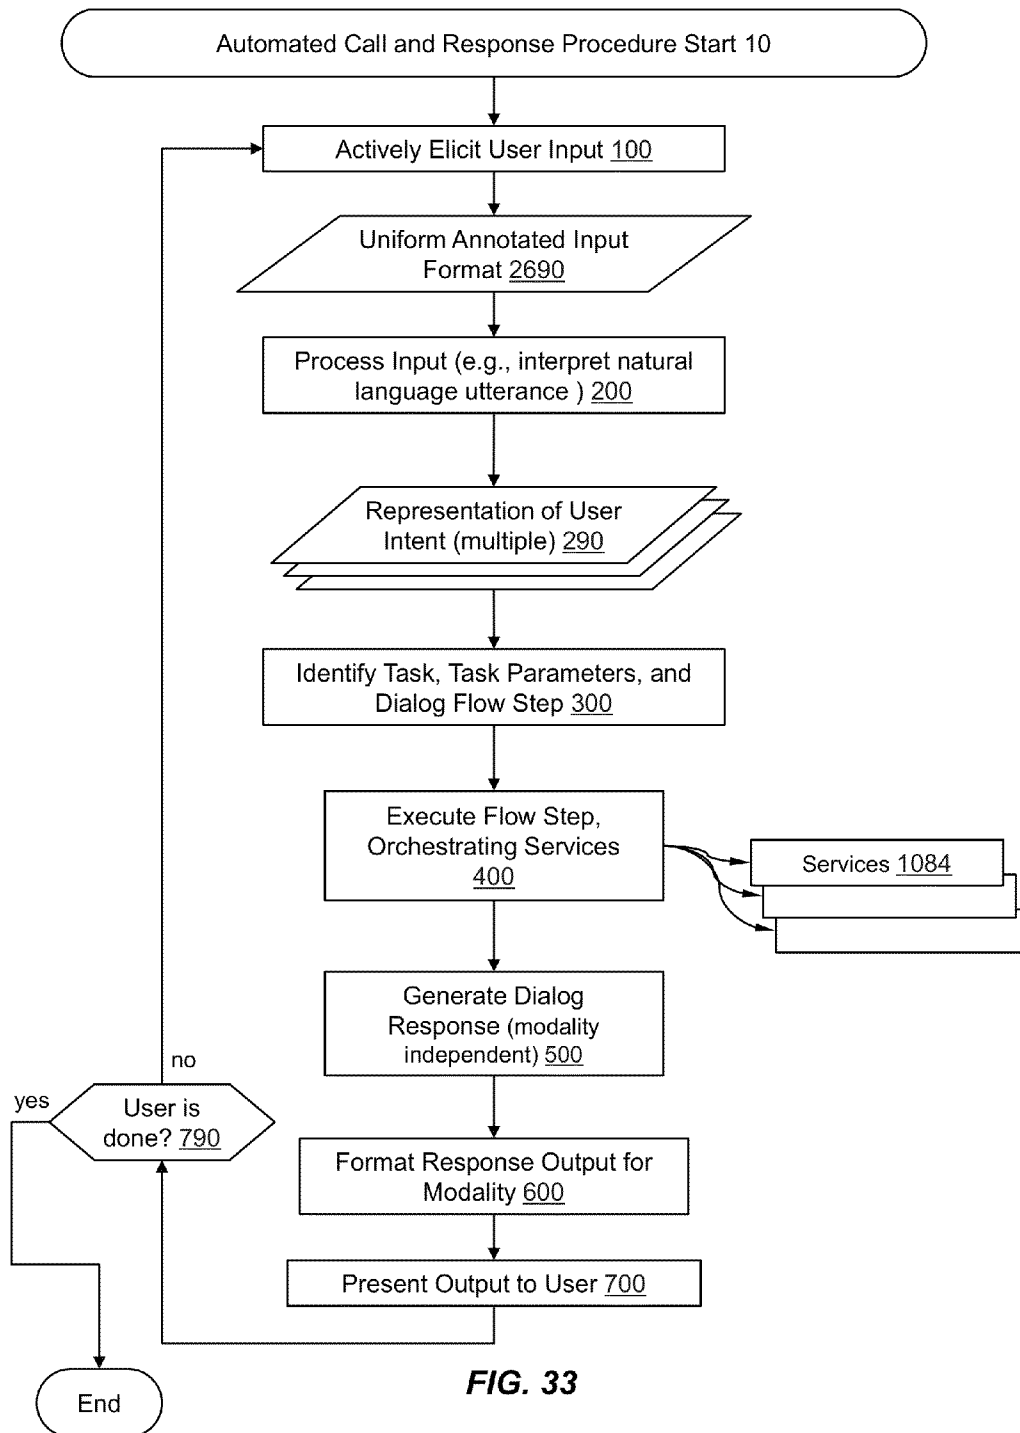 Automated Call and Response Procedure Start 10
Actively Elicit User Input 100
Uniform Annotated Input
Format 2690
Process Input (e.g., interpret natural
language utterance ) 200
Representation of User
Intent (multiple) 290
Identify Task, Task Parameters, and
Dialog Flow Step 300
Execute Flow Step,
Orchestrating Services
400
Services 1084
Generate Dialog
Response (modality
independent) 500
no
yes
User is
done? 790
Format Response Output for
Modality 600
Present Output to User 700
End
FIG. 33